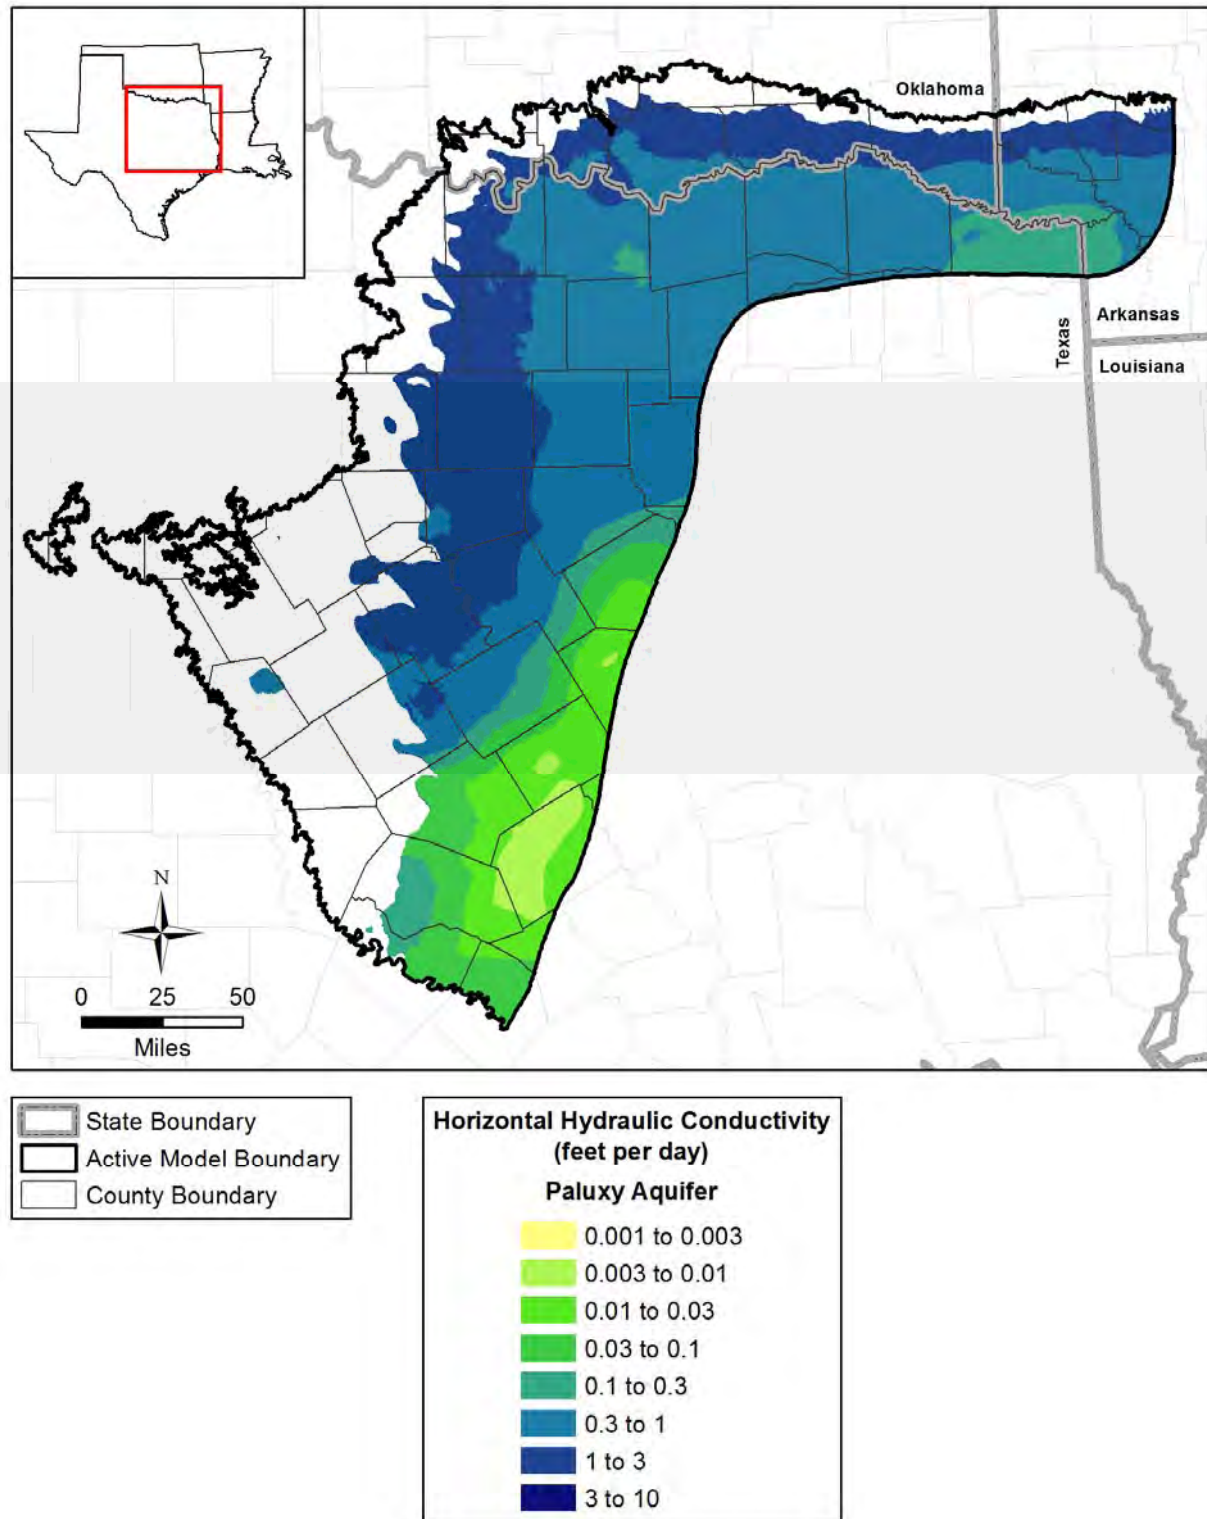 Oklahoma
Texas
Arkansas
Louisiana
N
0 25 50
Miles
State Boundary
Active Model Boundary
County Boundary
Horizontal Hydraulic Conductivity
(feet per day)
Paluxy Aquifer
0.001 to 0.003
0.003 to 0.01
0.01 to 0.03
0.03 to 0.1
0.1 to 0.3
0.3 to 1
1 to 3
3 to 10